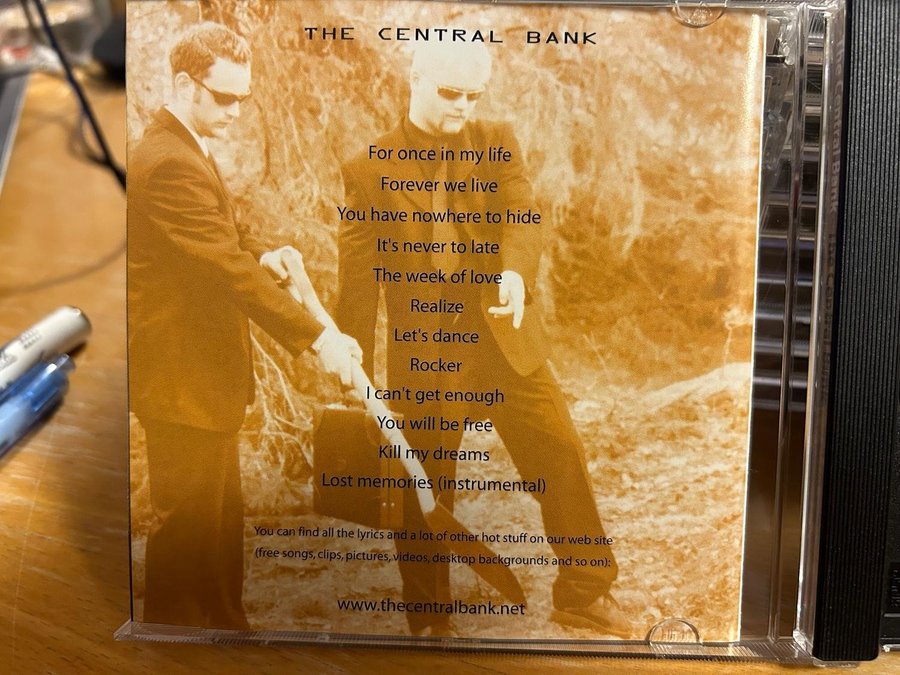 THE CENTRAL BANK
For once in my life
Forever we live
You have nowhere to hide
It's never to late
The week of love
Realize
Let's dance
Rocker
I can't get enough
You will be free
Kill my dreams
Lost memories (instrumental)
You can find all the lyrics and a lot of other hot stuff on our web site
(free songs, clips, pictures, videos, desktop backgrounds and so on):
www.thecentralbank.net